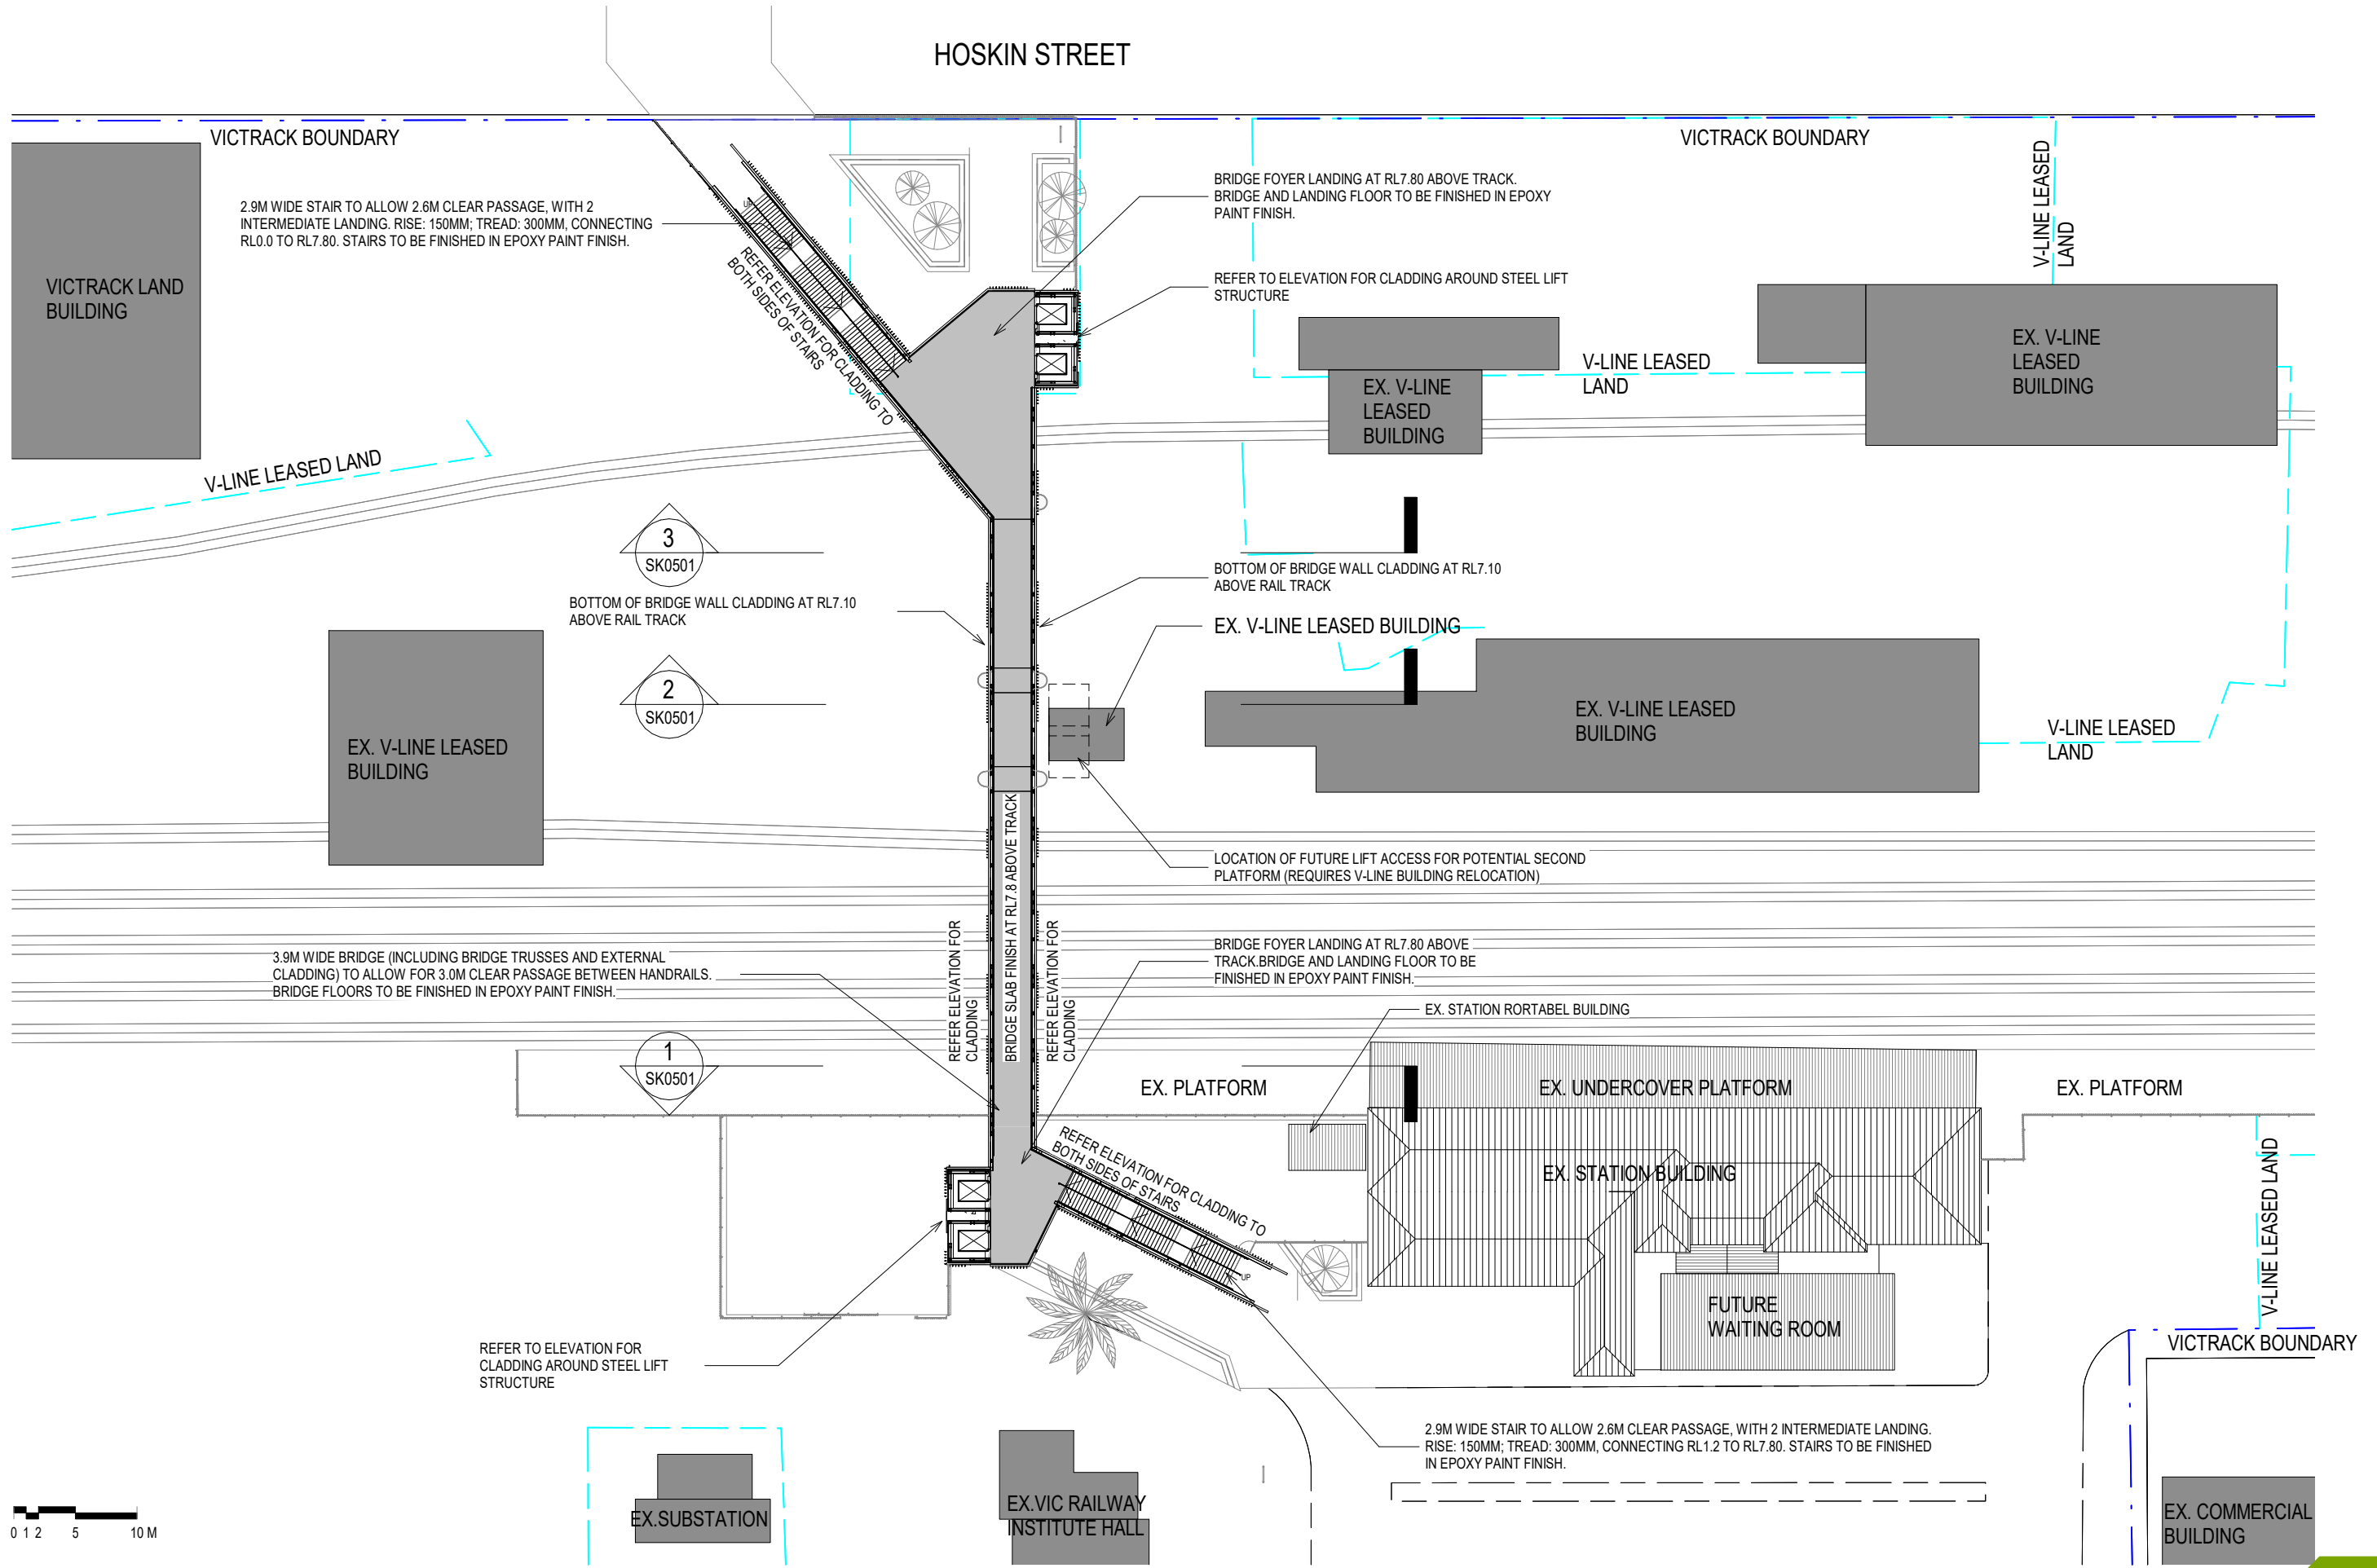 HOSKIN STREET
VICTRACK BOUNDARY
VICTRACK BOUNDARY
V-LINE LEASED
LAND
2.9M WIDE STAIR TO ALLOW 2.6M CLEAR PASSAGE, WITH 2
INTERMEDIATE LANDING. RISE: 150MM; TREAD: 300MM, CONNECTING
RL0.0 TO RL7.80. STAIRS TO BE FINISHED IN EPOXY PAINT FINISH.
UP
BRIDGE FOYER LANDING AT RL7.80 ABOVE TRACK.
BRIDGE AND LANDING FLOOR TO BE FINISHED IN EPOXY
PAINT FINISH.
REFER ELEVATION FOR CLADDING TO
BOTH SIDES OF STAIRS
REFER TO ELEVATION FOR CLADDING AROUND STEEL LIFT
STRUCTURE
VICTRACK LAND
BUILDING
EX. V-LINE
LEASED
BUILDING
V-LINE LEASED
LAND
EX. V-LINE
LEASED
BUILDING
V-LINE LEASED LAND
3
SK0501
BOTTOM OF BRIDGE WALL CLADDING AT RL7.10
ABOVE RAIL TRACK
BOTTOM OF BRIDGE WALL CLADDING AT RL7.10
ABOVE RAIL TRACK
EX. V-LINE LEASED BUILDING
2
SK0501
EX. V-LINE LEASED
BUILDING
EX. V-LINE LEASED
BUILDING
V-LINE LEASED
LAND
BRIDGE SLAB FINISH AT RL7.8 ABOVE TRACK
LOCATION OF FUTURE LIFT ACCESS FOR POTENTIAL SECOND
PLATFORM (REQUIRES V-LINE BUILDING RELOCATION)
REFER ELEVATION FOR
CLADDING
REFER ELEVATION FOR
CLADDING
3.9M WIDE BRIDGE (INCLUDING BRIDGE TRUSSES AND EXTERNAL
CLADDING) TO ALLOW FOR 3.0M CLEAR PASSAGE BETWEEN HANDRAILS.
BRIDGE FLOORS TO BE FINISHED IN EPOXY PAINT FINISH.
BRIDGE FOYER LANDING AT RL7.80 ABOVE
TRACK.BRIDGE AND LANDING FLOOR TO BE
FINISHED IN EPOXY PAINT FINISH.
EX. STATION RORTABEL BUILDING
1
SK0501
EX. PLATFORM
EX. UNDERCOVER PLATFORM
EX. PLATFORM
REFER ELEVATION FOR CLADDING TO
BOTH SIDES OF STAIRS
EX. STATION BUILDING
V-LINE LEASED LAND
UP
FUTURE
WAITING ROOM
VICTRACK BOUNDARY
REFER TO ELEVATION FOR
CLADDING AROUND STEEL LIFT
STRUCTURE
2.9M WIDE STAIR TO ALLOW 2.6M CLEAR PASSAGE, WITH 2 INTERMEDIATE LANDING.
RISE: 150MM; TREAD: 300MM, CONNECTING RL1.2 TO RL7.80. STAIRS TO BE FINISHED
IN EPOXY PAINT FINISH.
EX.SUBSTATION
EX.VIC RAILWAY
INSTITUTE HALL
EX. COMMERCIAL
BUILDING
0 1 2 5 10 M